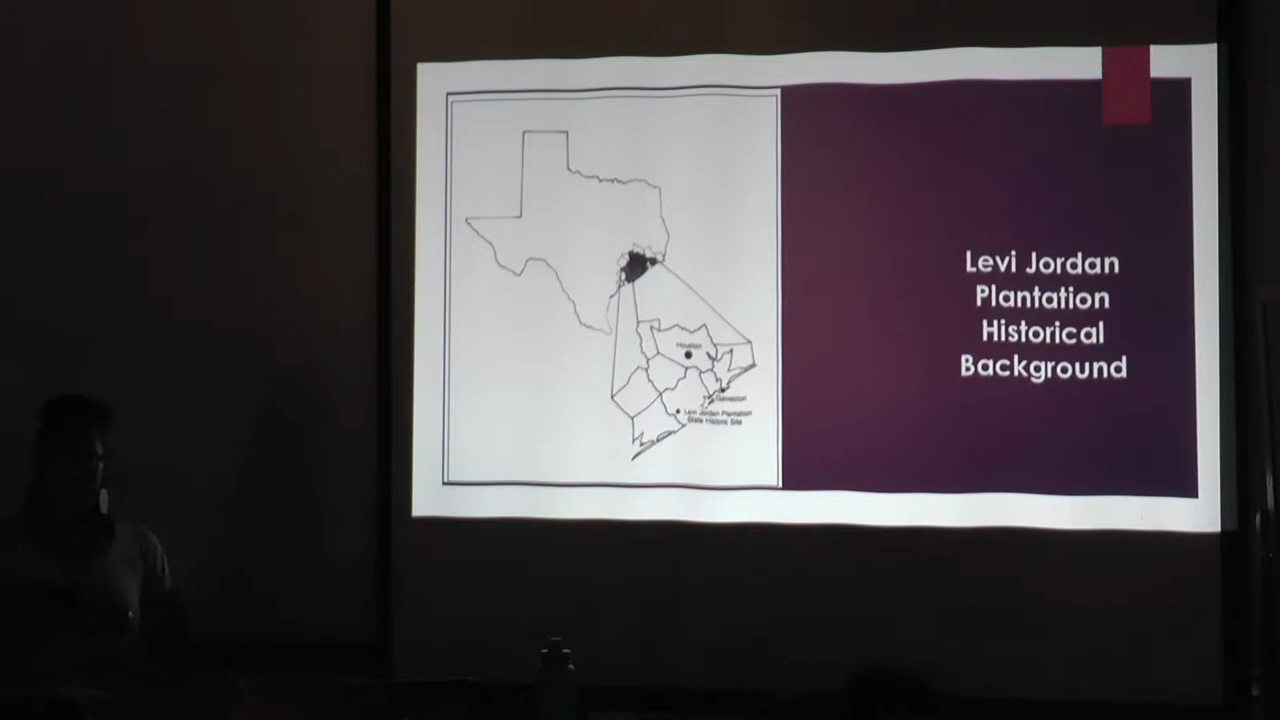 Houston
Galveston
Levi Jordan Plantation
State Historic Site
Levi Jordan
Plantation
Historical
Background